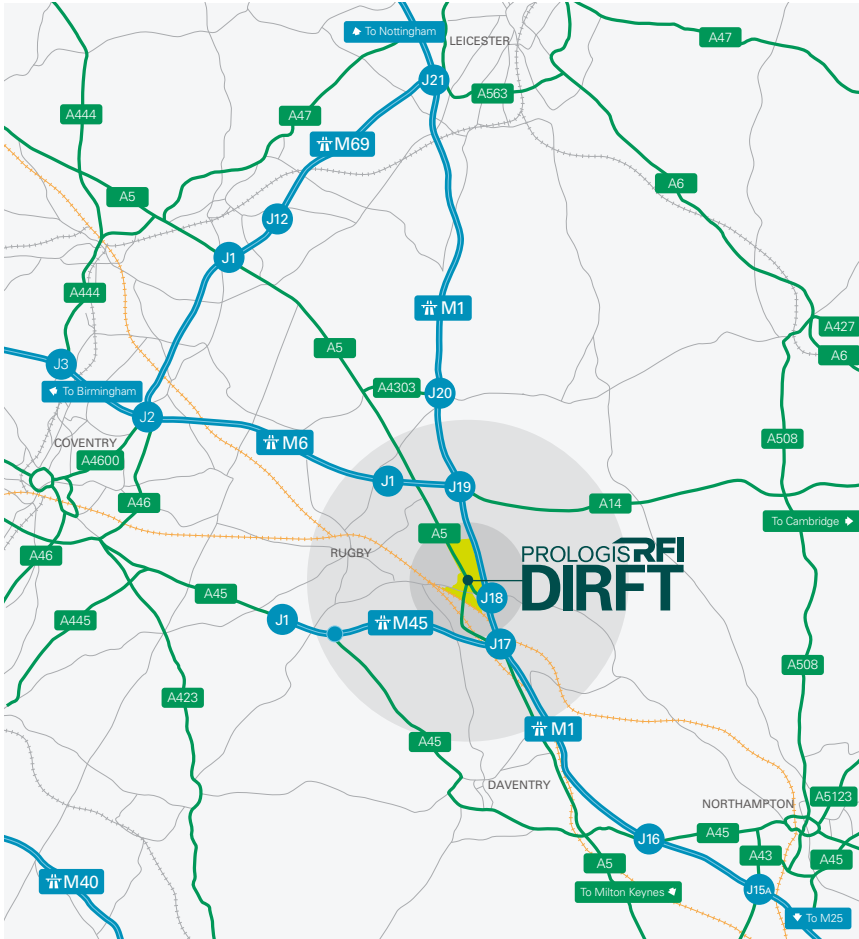 To Nottingham
LEICESTER
A47
J21
A563
A444
A47
M69
A6
A5
J12
J1
A444
M1
A427
A5
A6
J3
A4303
J20
To Birmingham
J2
COVENTRY
M6
A508
A4600
J1
J19
A46
A14
To Cambridge
A5
RUGBY
A46
PROLOGIS RFI
DIRFT
A45
J18
A445
J1
M45
J17
A508
A423
M1
A45
DAVENTRY
A5123
NORTHAMPTON
A45
J16
A43
A45
A5
M40
To Milton Keynes
J15A
To M25